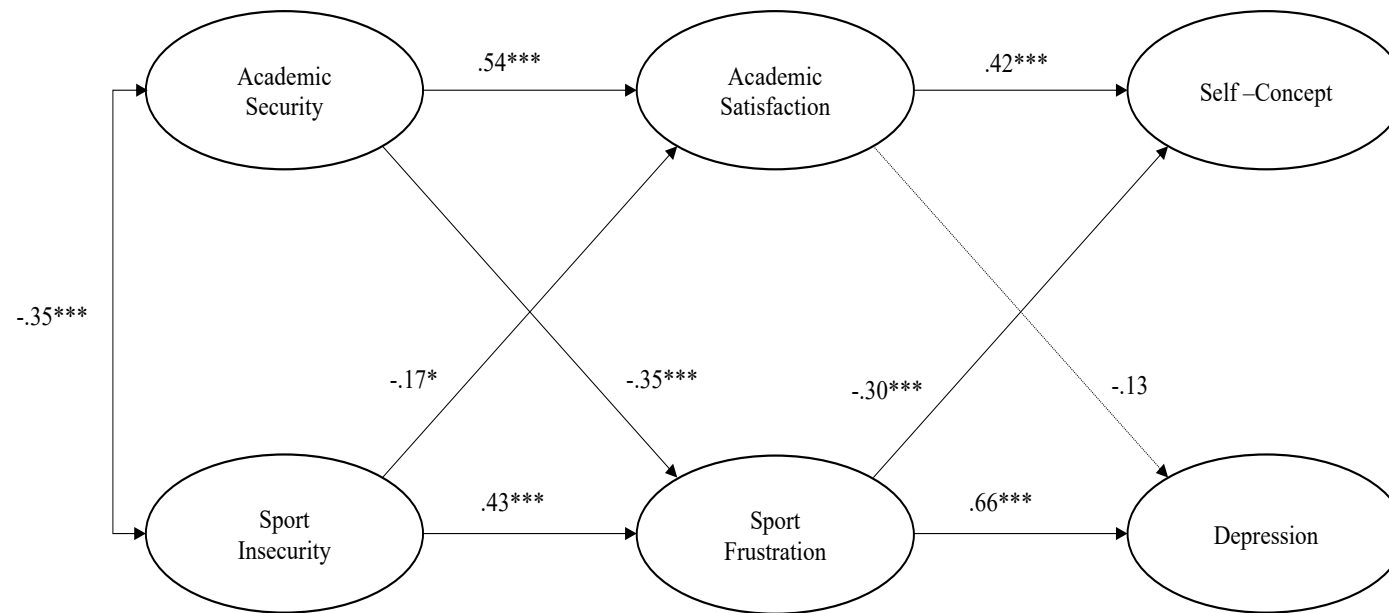 .54***
.42***
Academic
Security
Academic
Satisfaction
Self –Concept
-.35***
-.17*
-.35***
-.30***
-.13
.43***
.66***
Sport
Insecurity
Sport
Frustration
Depression